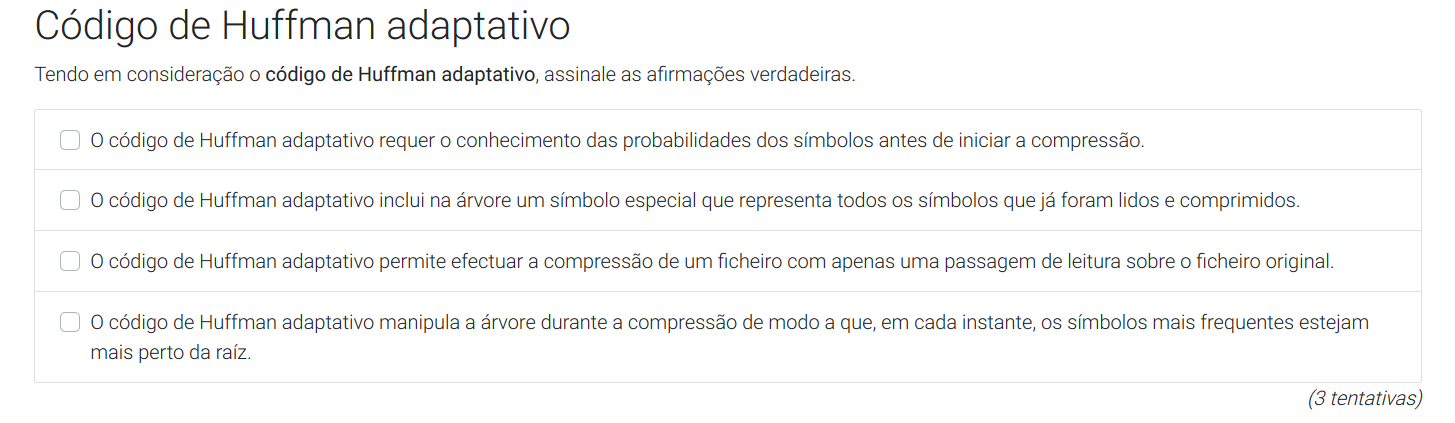 Código de Huffman adaptativo
Tendo em consideração o código de Huffman adaptativo, assinale as afirmações verdadeiras.
O código de Huffman adaptativo requer o conhecimento das probabilidades dos símbolos antes de iniciar a compressão.
O código de Huffman adaptativo inclui na árvore um símbolo especial que representa todos os símbolos que já foram lidos e comprimidos.
O código de Huffman adaptativo permite efectuar a compressão de um ficheiro com apenas uma passagem de leitura sobre o ficheiro original.
O código de Huffman adaptativo manipula a árvore durante a compressão de modo a que, em cada instante, os símbolos mais frequentes estejam
mais perto da raíz.
(3 tentativas)